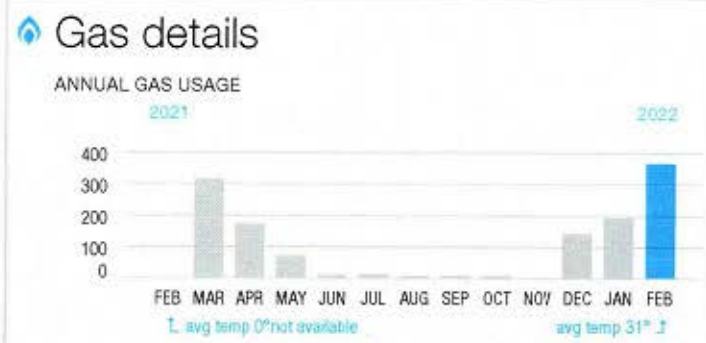 Gas details
ANNUAL GAS USAGE
2021 2022
400
300
200
100
0
FEB MAR APR MAY JUN JUL AUG SEP OCT NOV DEC JAN FEB
avg temp 0°not available avg temp 31°